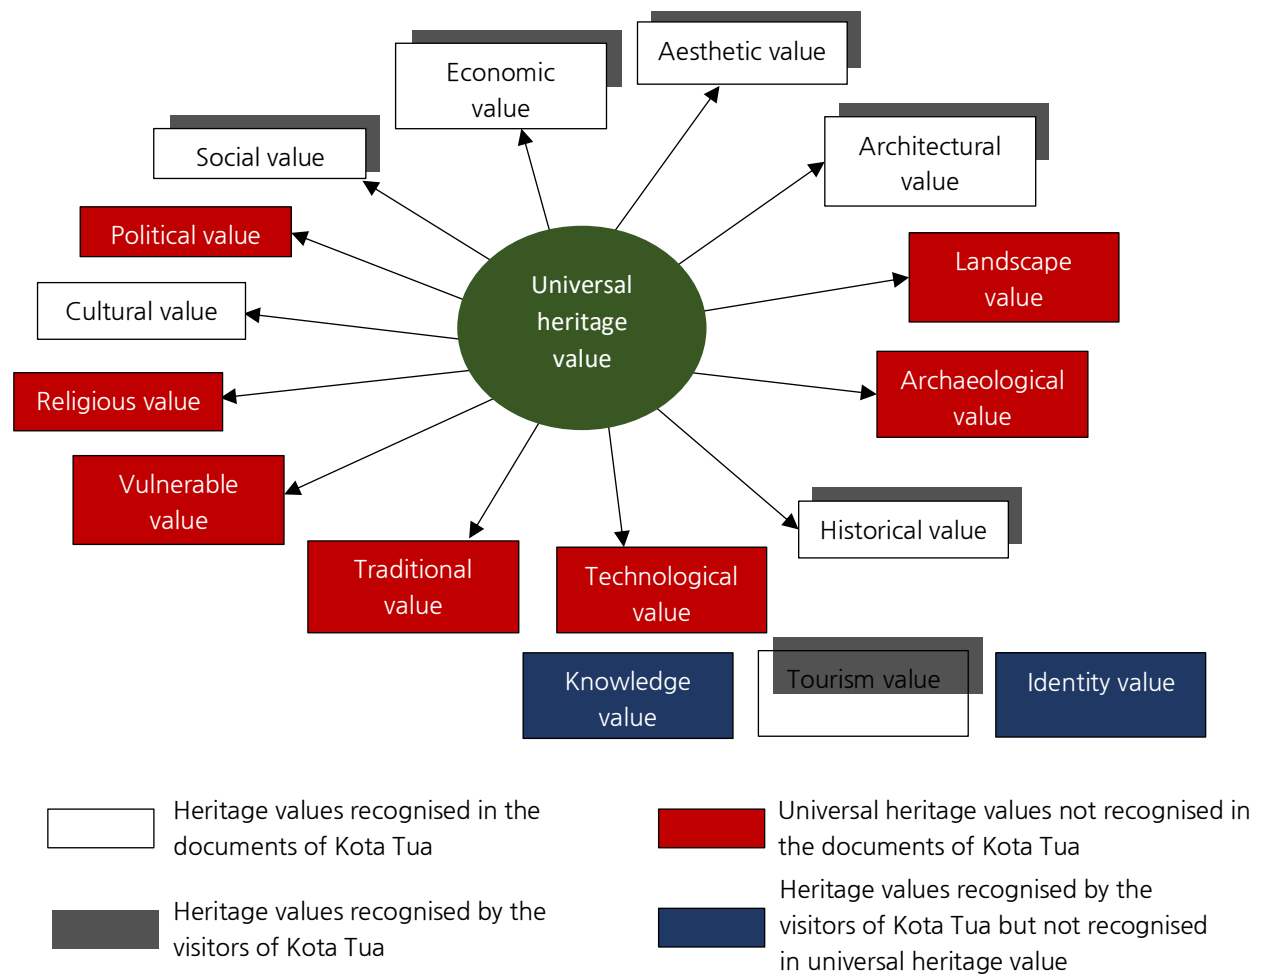 Aesthetic value
Economic
value
Architectural
value
Social value
Political value
Landscape
value
Universal
heritage
value
Cultural value
Religious value
Archaeological
value
Vulnerable
value
Historical value
Traditional
value
Technological
value
Knowledge
value
Tourism value
Identity value
Heritage values recognised in the
documents of Kota Tua
Universal heritage values not recognised in
the documents of Kota Tua
Heritage values recognised by the
visitors of Kota Tua
Heritage values recognised by the
visitors of Kota Tua but not recognised
in universal heritage value